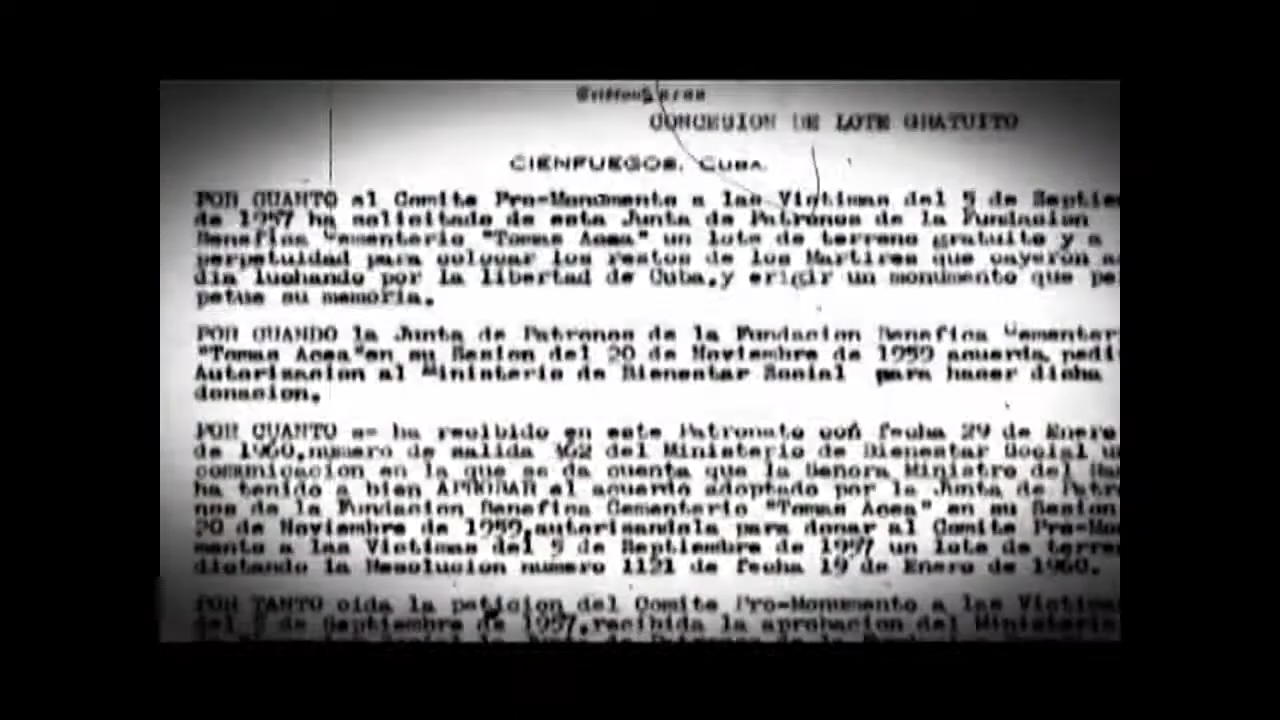 CONCESION DE LOTE GRATUITO
CIENFUEGOS, CUBA.
POR CUANTO el Comite Pro-Monumento a las Victimas del 5 de Septie
de 1957 ha solicitado de esta Junta de Patronos de la Fundacion
Benefica Cementerio "Tomas Acea" un lote de terreno gratuito y a
perpetuidad para colocar los restos de los Martires que cayeron
dia luchando por la libertad de Cuba,y erigir un monumento que pe
petue su memoria.
POR CUANDO la Junta de Patronos de la Fundacion Benefica Cementer
"Tomas Acea"en su Sesion del 20 de Noviembre de 1959 acuerda pedi
Autorizacion al Ministerio de Bienestar Social para hacer dicha
donacion.
POR CUANTO se ha recibido en este Patronato con fecha 29 de Enero
de 1960,numero de salida 362 del Ministerio de Bienestar Social u
comunicacion en la que se da cuenta que la Senora Ministro del
ha tenido a bien APROBAR el acuerdo adoptado por la Junta de Patro
nos de la Fundacion Benefica Cementerio "Tomas Acea" en su Sesion
20 de Noviembre de 1959,autorizandola para donar al Comite Pro-Mo
mento a las Victimas del 5 de Septiembre de 1957 un lote de terre
dictando la Resolucion numero 1121 de fecha 19 de Enero de 1960.
POR TANTO oida la peticion del Comite Pro-Monumento a las Victima
del 5 de Septiembre de 1957,recibida la aprobacion del Ministerio